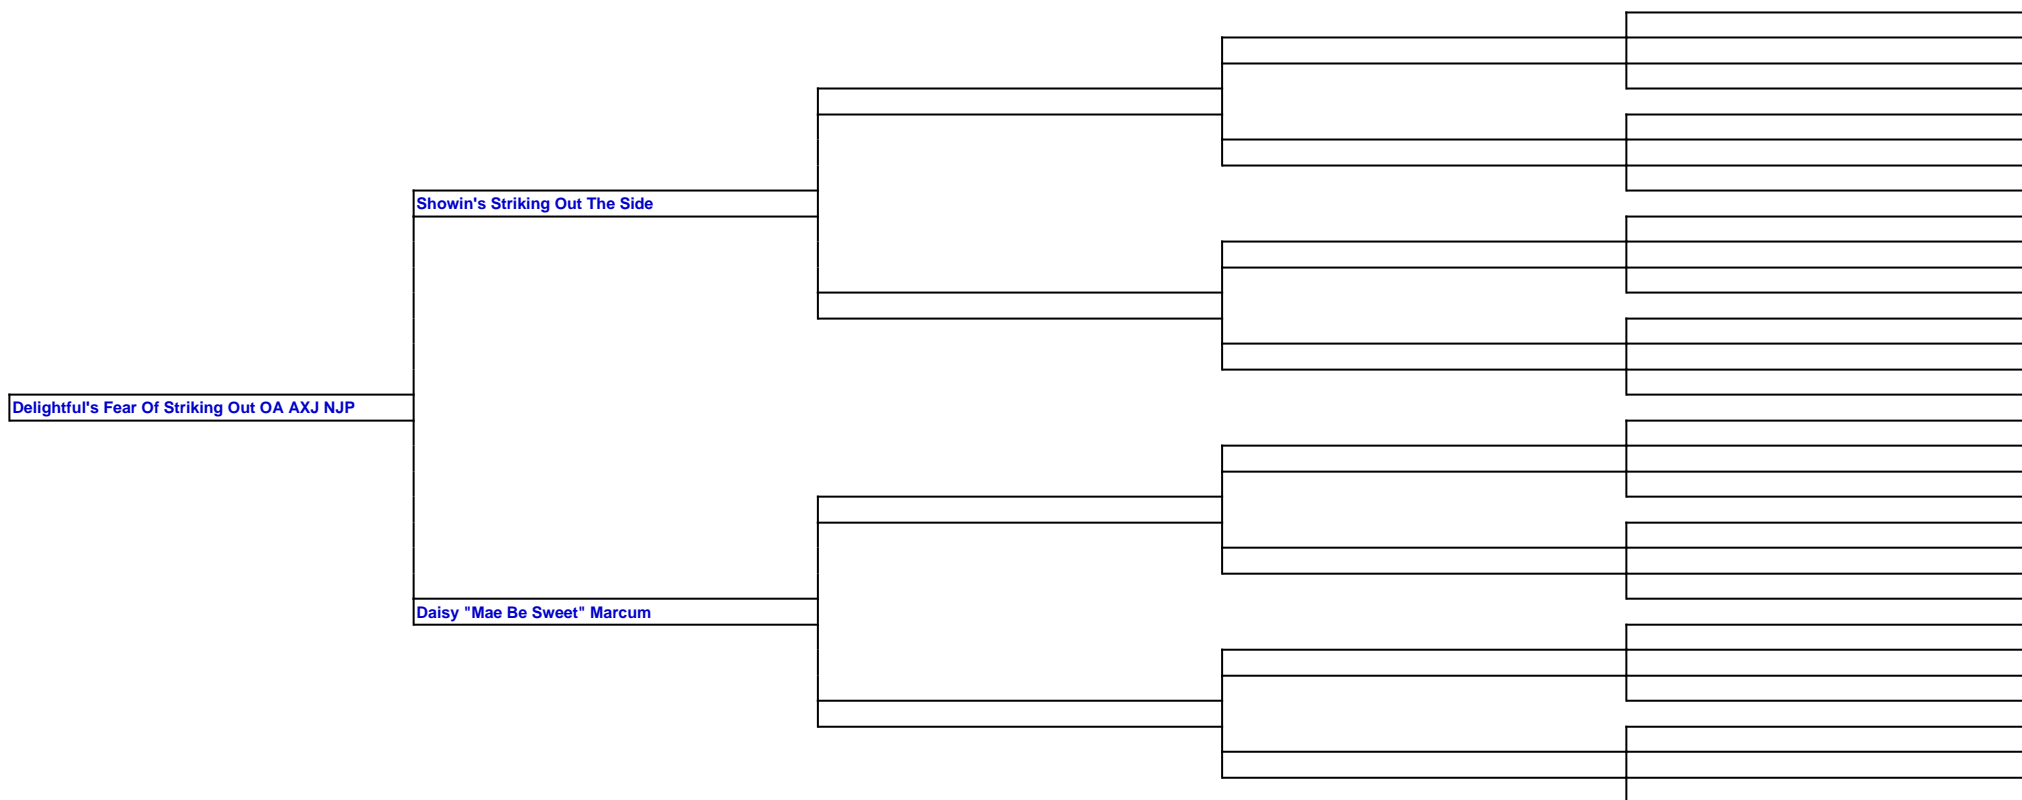 Showin's Striking Out The Side
Delightful's Fear Of Striking Out OA AXJ NJP
Daisy "Mae Be Sweet" Marcum